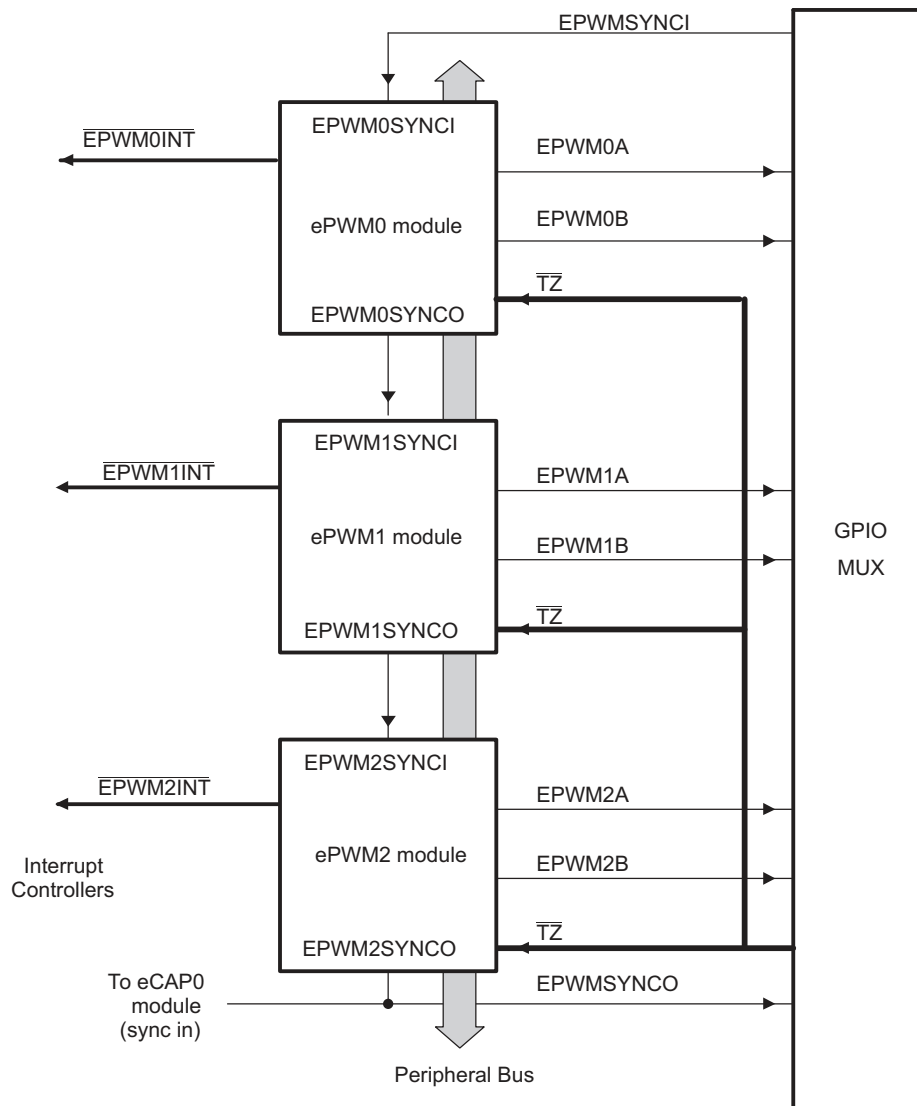 EPWMSYNCI
EPWM0SYNCI
EPWM0INT
EPWM0A
ePWM0 module
EPWM0B
TZ
EPWM0SYNCO
EPWM1SYNCI
EPWM1INT
EPWM1A
ePWM1 module
GPIO
MUX
EPWM1B
TZ
EPWM1SYNCO
EPWM2SYNCI
EPWM2INT
EPWM2A
ePWM2 module
EPWM2B
Interrupt
Controllers
TZ
EPWM2SYNCO
To eCAP0
module
(sync in)
EPWMSYNCO
Peripheral Bus